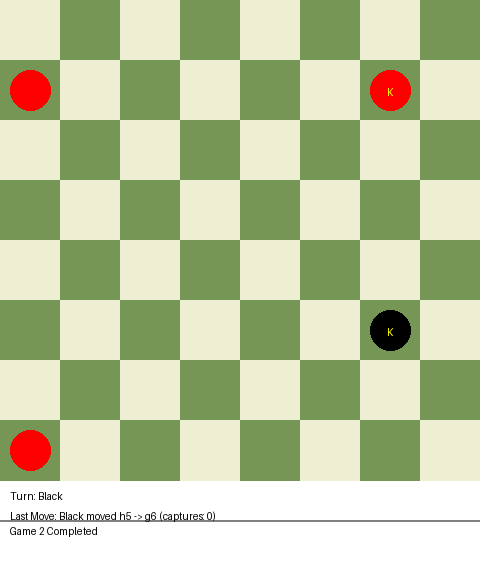 K
K
Turn: Black
Last Move: Black moved h5 -> g6 (captures: 0)
Game 2 Completed